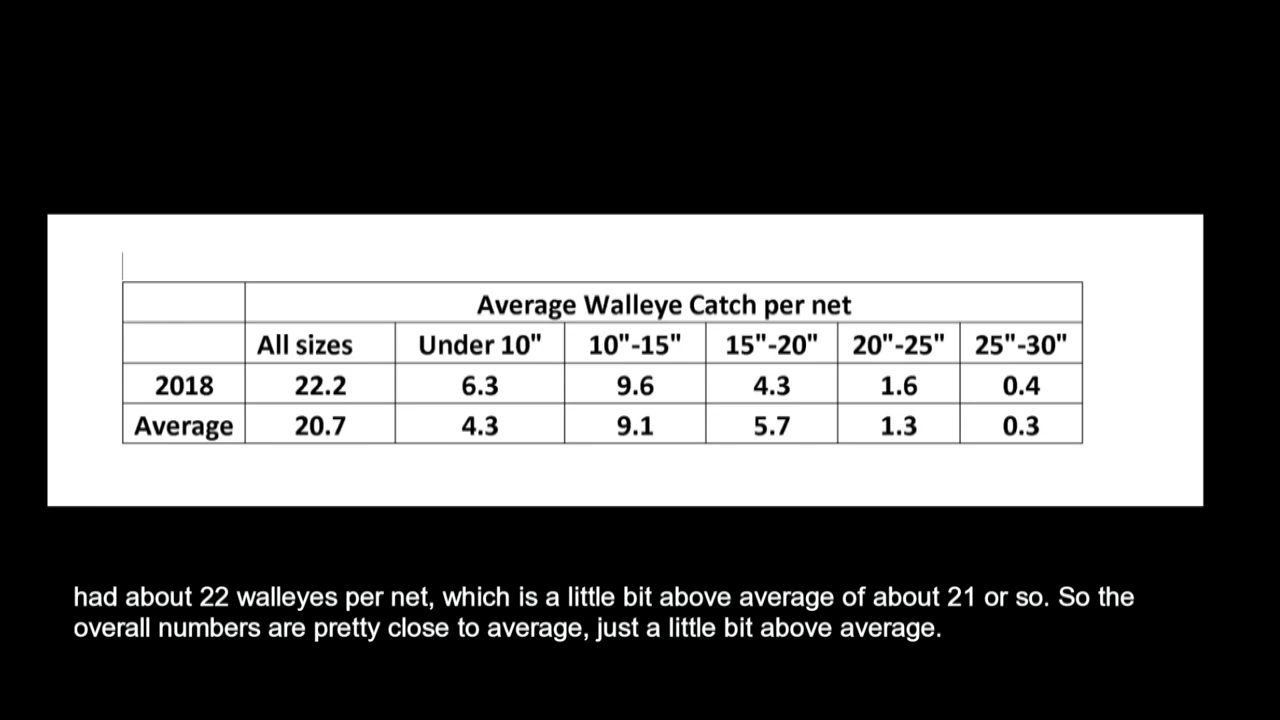 Average Walleye Catch per net
All sizes Under 10" 10"-15" 15"-20" 20"-25" 25"-30"
2018 22.2 6.3 9.6 4.3 1.6 0.4
Average 20.7 4.3 9.1 5.7 1.3 0.3
had about 22 walleyes per net, which is a little bit above average of about 21 or so. So the
overall numbers are pretty close to average, just a little bit above average.